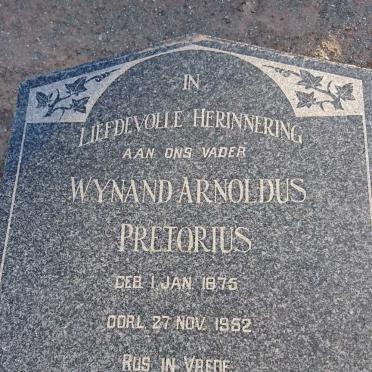 IN
LIEFDEVOLLE HERINNERING
AAN ONS VADER
WYNAND ARNOLDUS
PRETORIUS
GEB. 1 JAN. 1875
OORL. 27 NOV. 1952
RUS IN VREDE